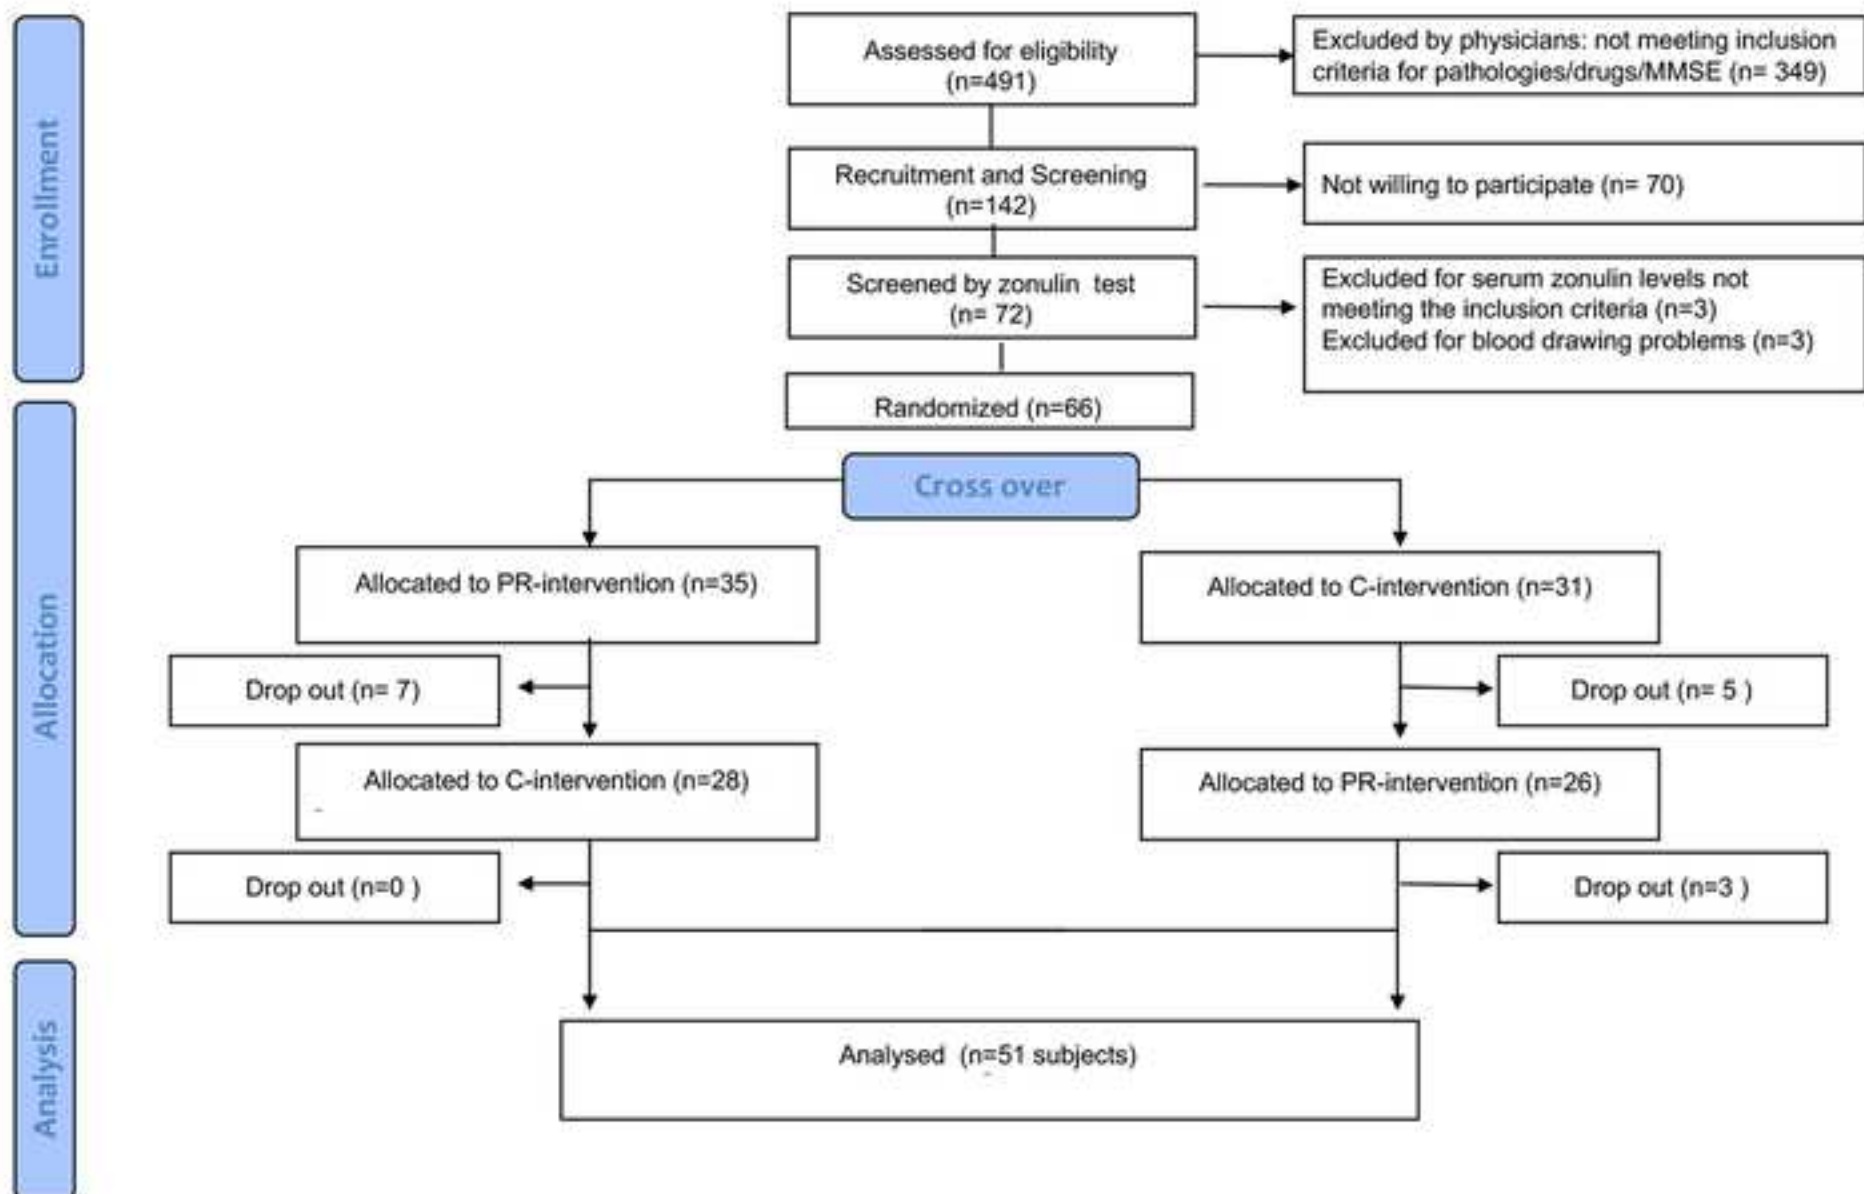 Enrollment
Assessed for eligibility
(n=491)
Excluded by physicians: not meeting inclusion
criteria for pathologies/drugs/MMSE (n= 349)
Recruitment and Screening
(n=142)
Not willing to participate (n= 70)
Screened by zonulin test
(n= 72)
Excluded for serum zonulin levels not
meeting the inclusion criteria (n=3)
Excluded for blood drawing problems (n=3)
Randomized (n=66)
Allocation
Cross over
Allocated to PR-intervention (n=35)
Allocated to C-intervention (n=31)
Drop out (n= 7)
Drop out (n= 5 )
Allocated to C-intervention (n=28)
Allocated to PR-intervention (n=26)
Drop out (n=0 )
Drop out (n=3 )
Analysis
Analysed (n=51 subjects)